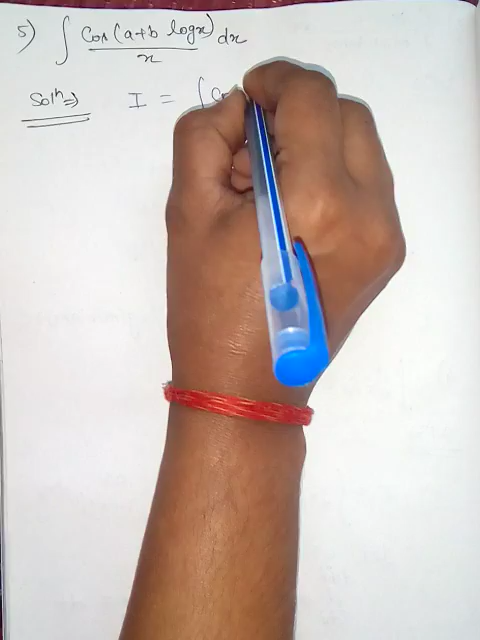 5) ∫ Cos (a+b logx) / x dx
Solⁿ⇒ I = ∫